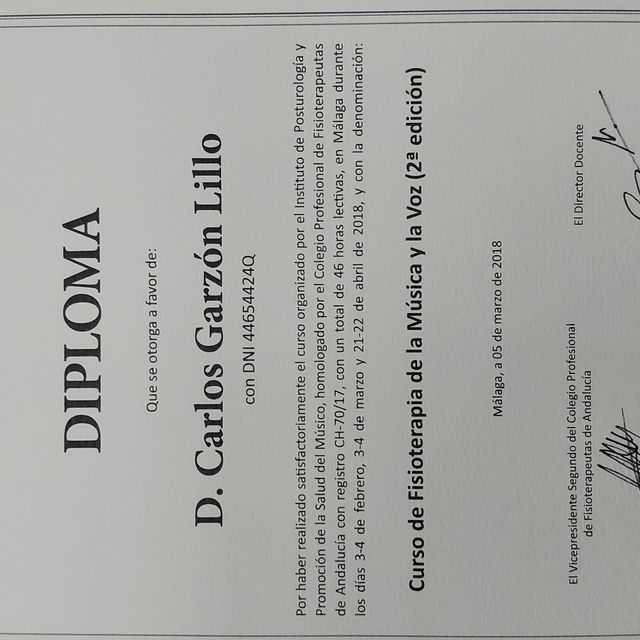 DIPLOMA
Que se otorga a favor de:
D. Carlos Garzón Lillo
con DNI 44654424Q
Por haber realizado satisfactoriamente el curso organizado por el Instituto de Posturología y
Promoción de la Salud del Músico, homologado por el Colegio Profesional de Fisioterapeutas
de Andalucía con registro CH-70/17, con un total de 46 horas lectivas, en Málaga durante
los días 3-4 de febrero, 3-4 de marzo y 21-22 de abril de 2018, y con la denominación:
Curso de Fisioterapia de la Música y la Voz (2ª edición)
Málaga, a 05 de marzo de 2018
El Vicepresidente Segundo del Colegio Profesional
de Fisioterapeutas de Andalucía
El Director Docente